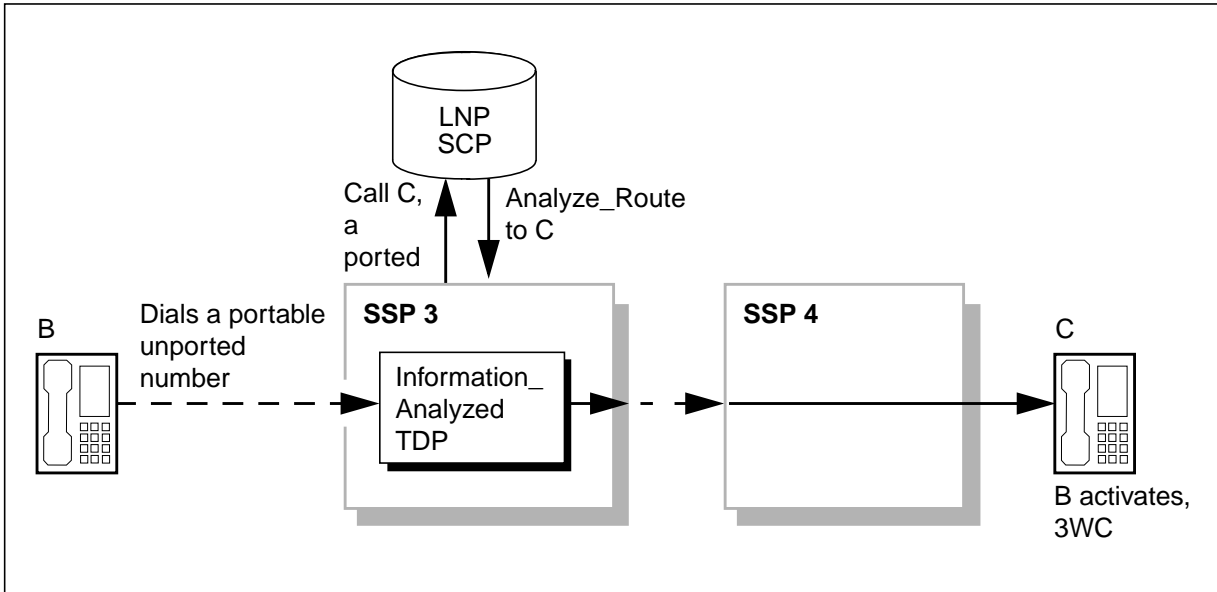 LNP
SCP
Call C,
a
ported
Analyze_Route
to C
B
Dials a portable
unported
number
SSP 3
Information_
Analyzed
TDP
SSP 4
C
B activates,
3WC